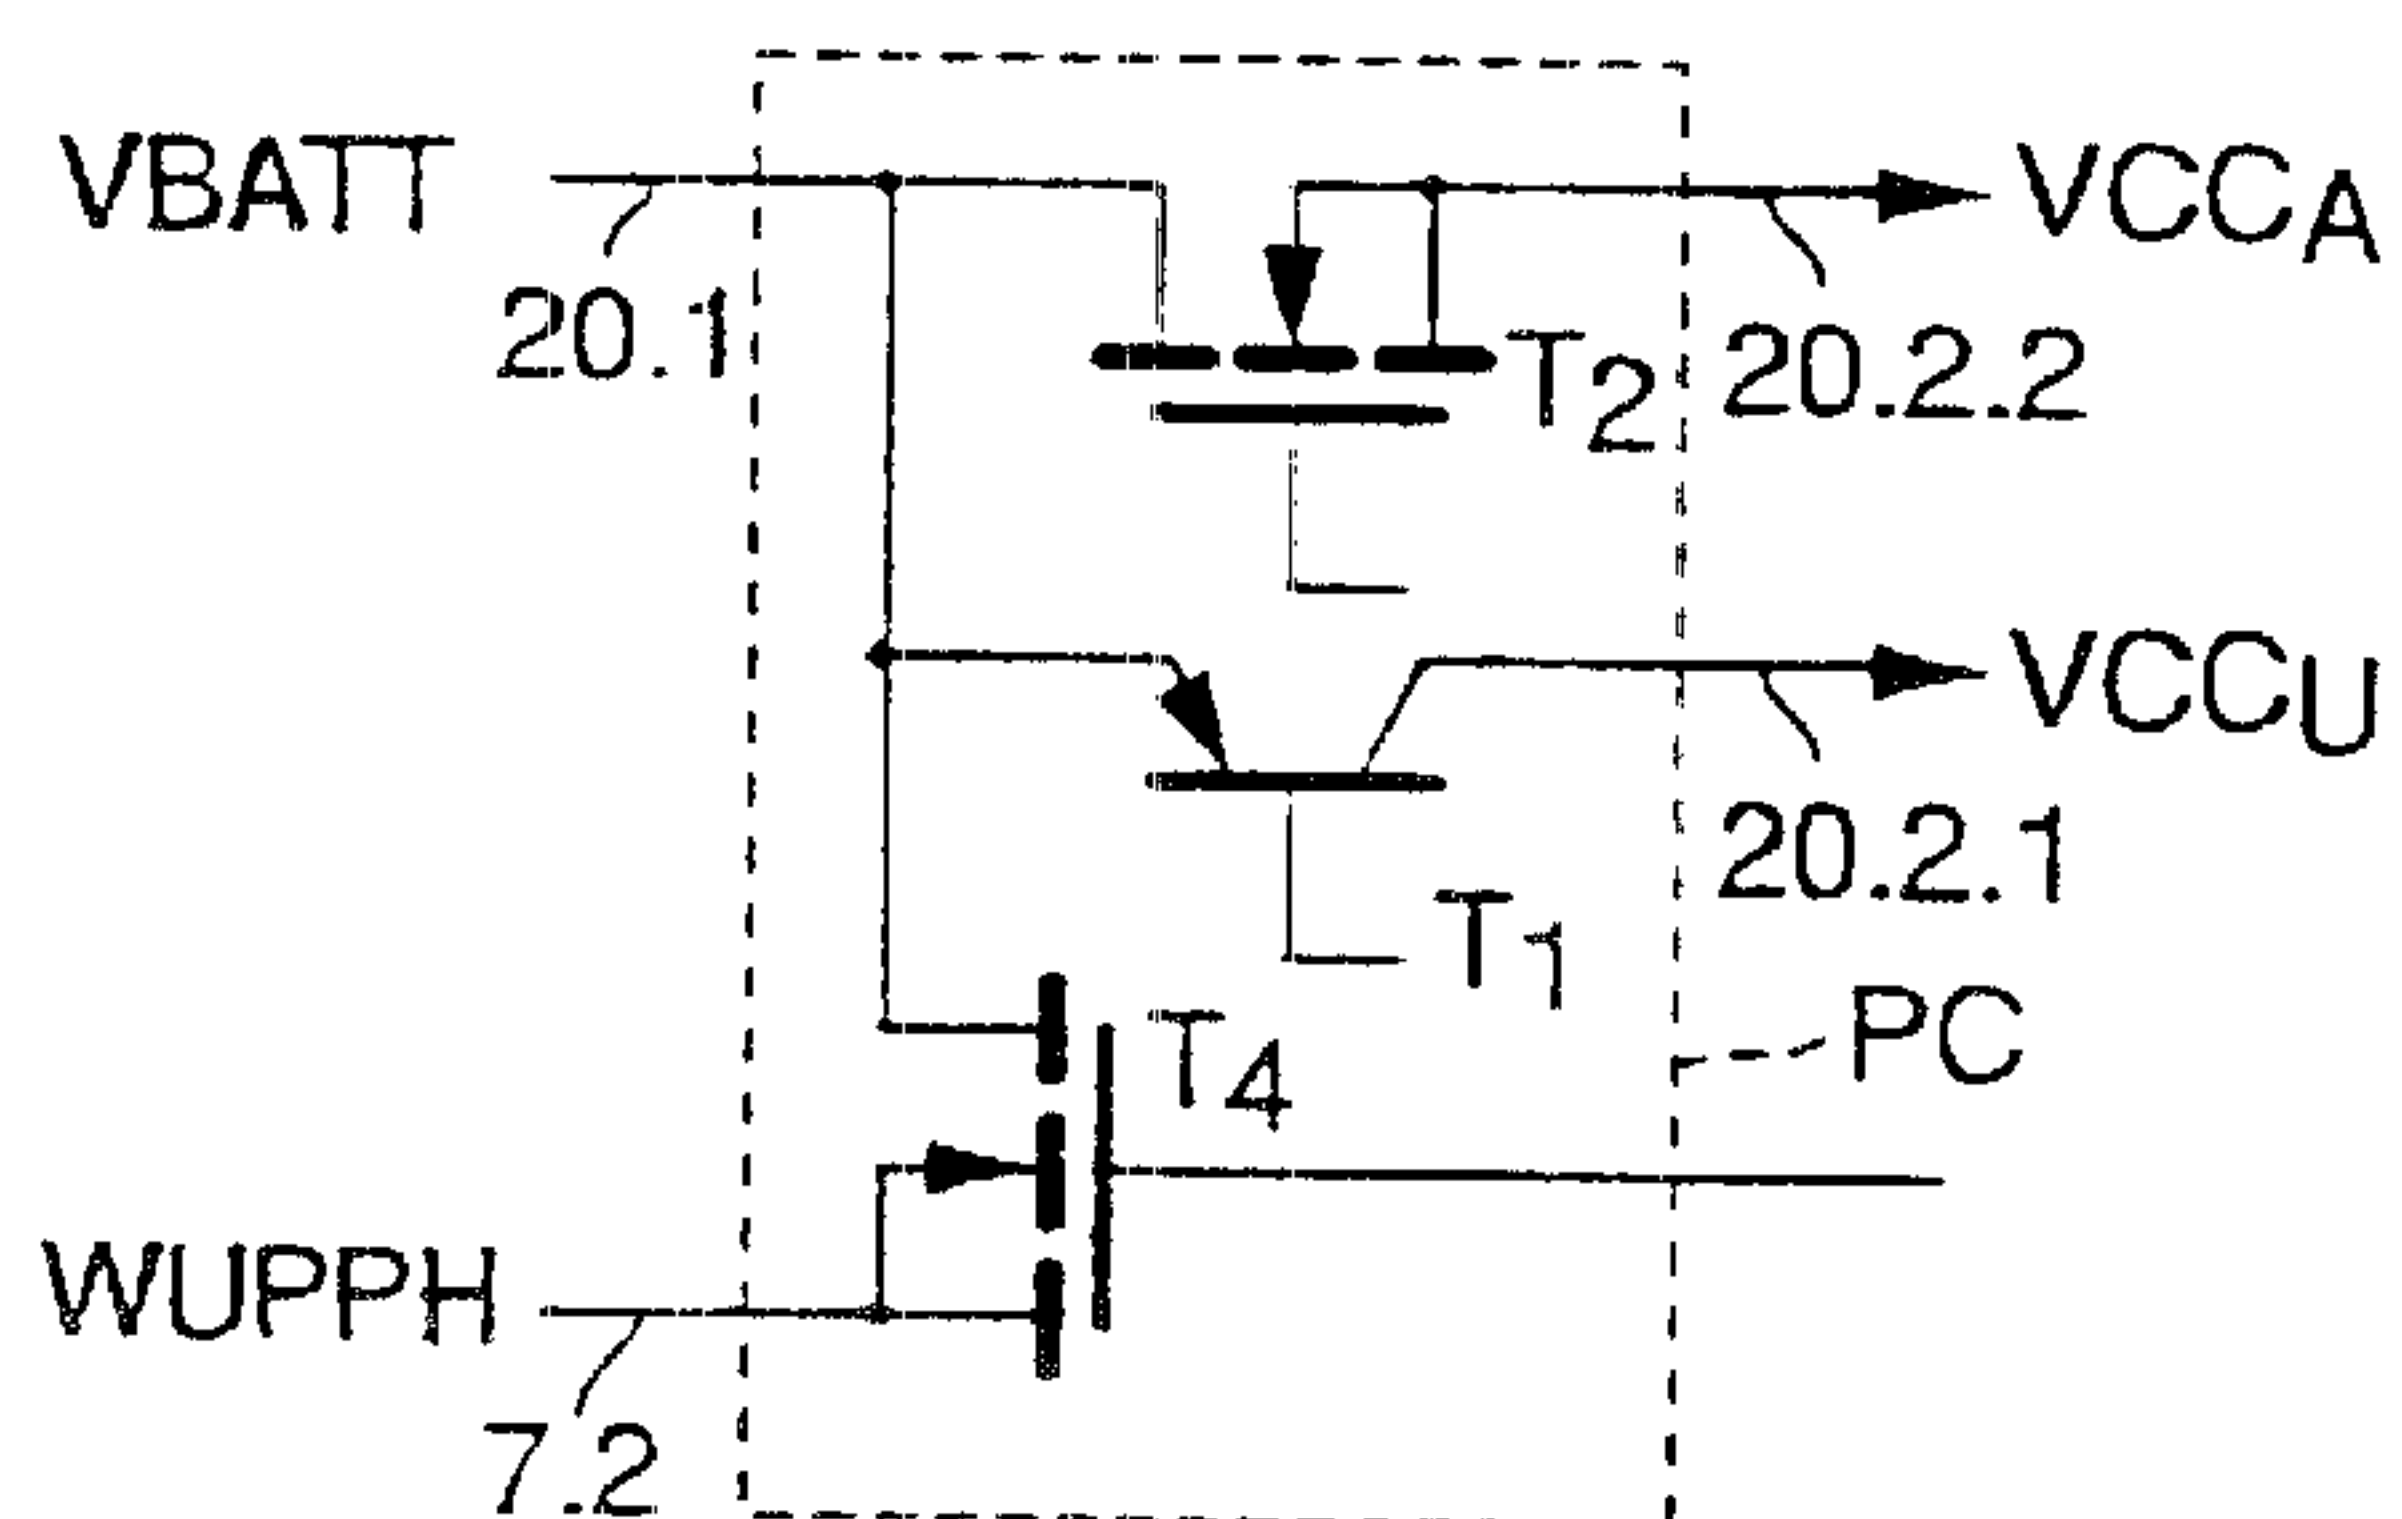 VBATT
20.1
VCCA
20.2.2
T2
VCCU
20.2.1
T1
PC
T4
WUPPH
7.2